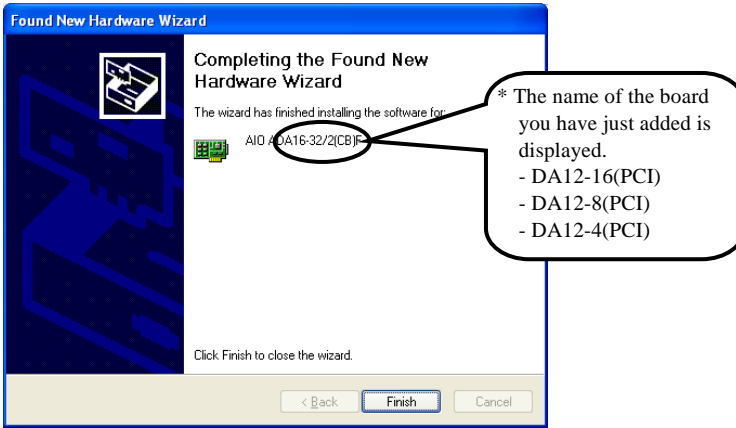 Found New Hardware Wizard
Completing the Found New
Hardware Wizard
The wizard has finished installing the software for:
AIO ADA16-32/2(CB)F
Click Finish to close the wizard.
< Back
Finish
Cancel
* The name of the board
you have just added is
displayed.
- DA12-16(PCI)
- DA12-8(PCI)
- DA12-4(PCI)